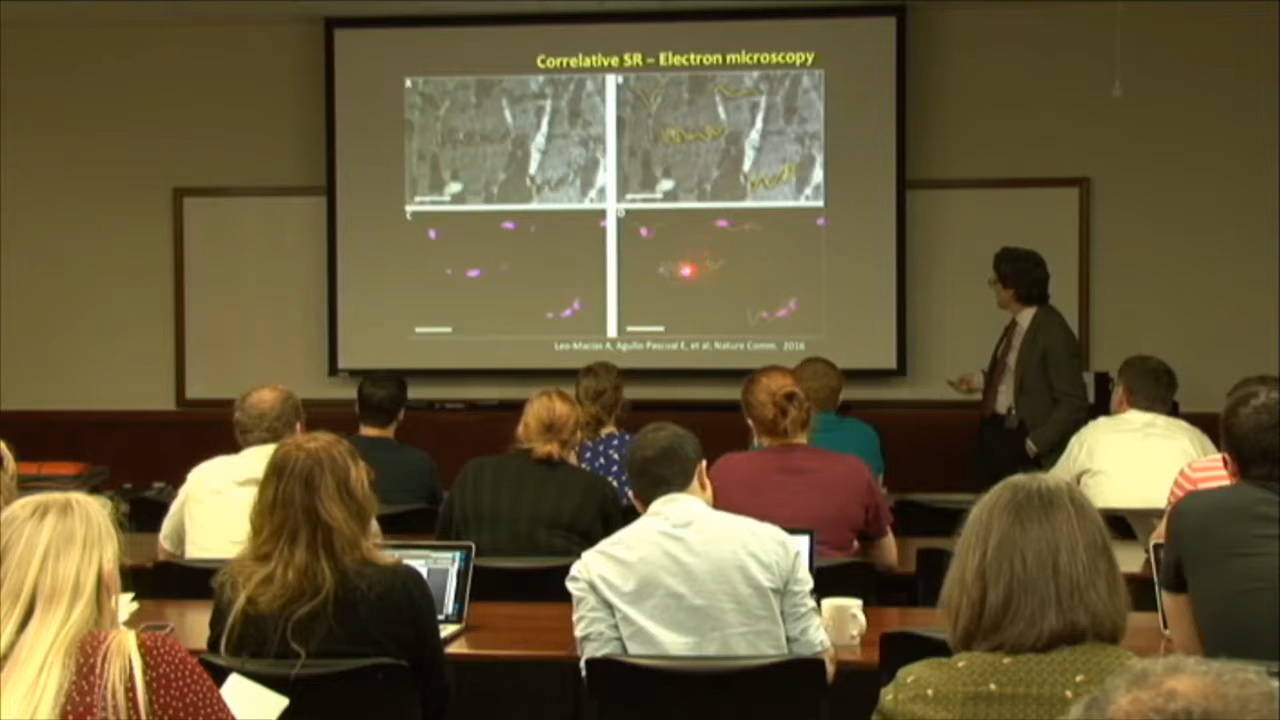 Correlative SR – Electron microscopy
A
B
C
D
Leo-Macias A, Agullo Pascual E, et al; Nature Comm. 2016